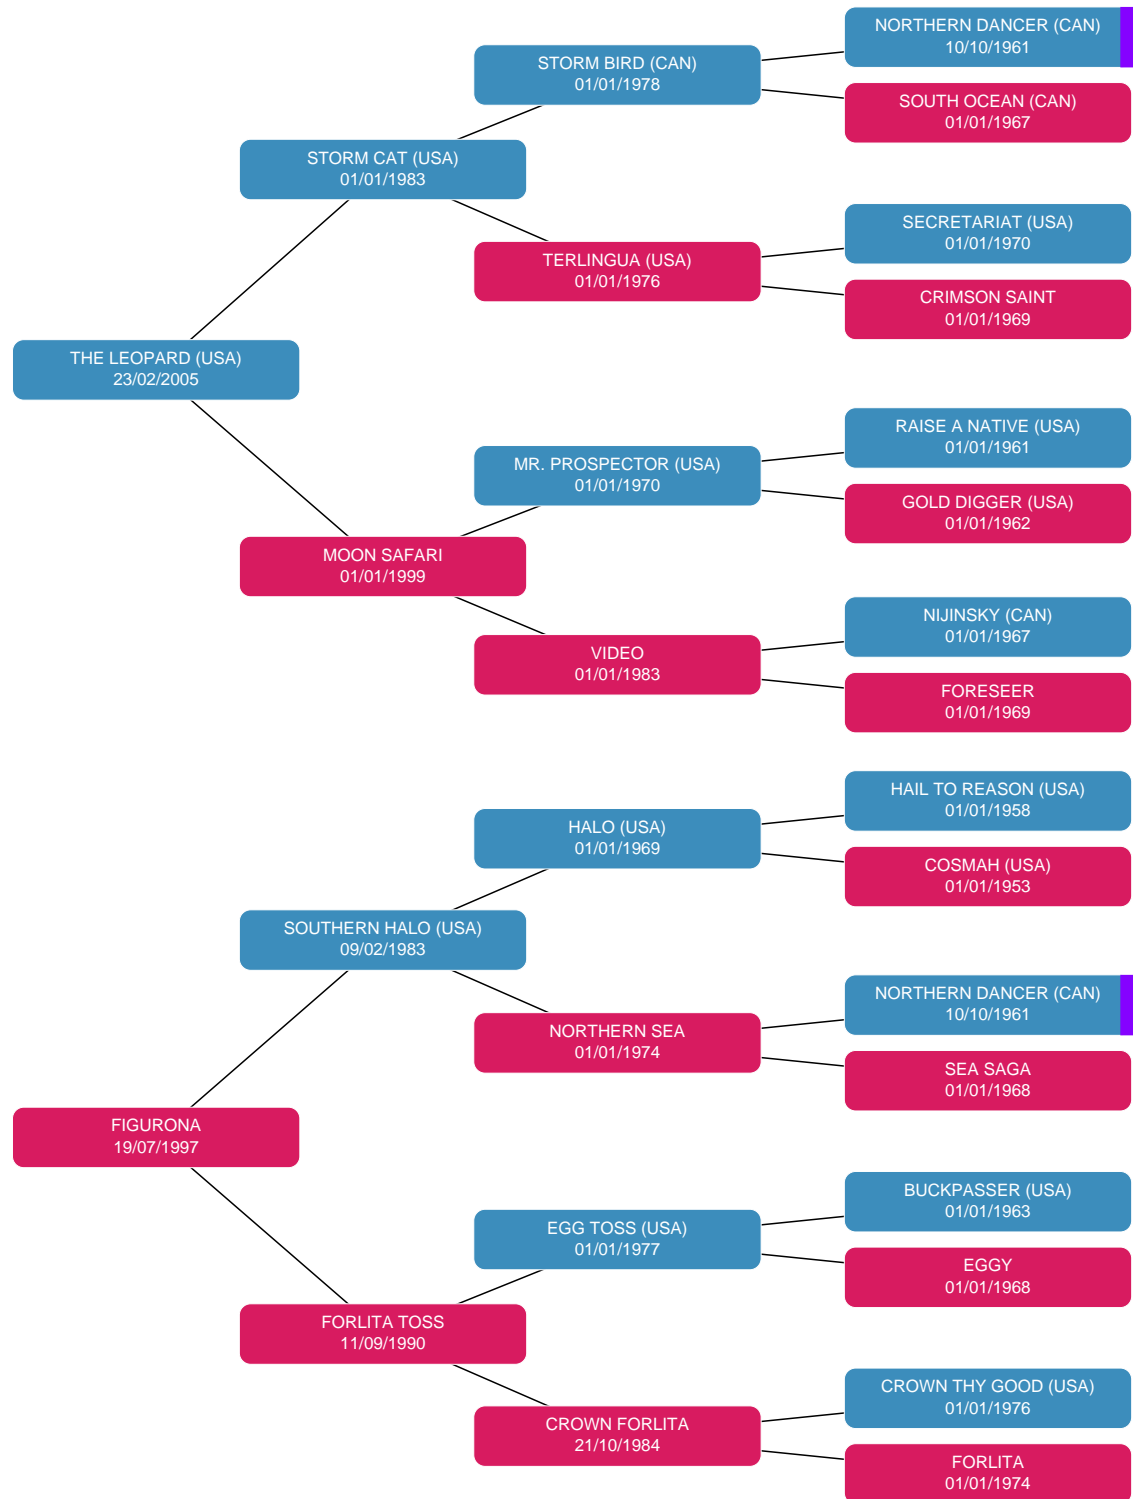 NORTHERN DANCER (CAN)
10/10/1961
STORM BIRD (CAN)
01/01/1978
SOUTH OCEAN (CAN)
01/01/1967
STORM CAT (USA)
01/01/1983
SECRETARIAT (USA)
01/01/1970
TERLINGUA (USA)
01/01/1976
CRIMSON SAINT
01/01/1969
THE LEOPARD (USA)
23/02/2005
RAISE A NATIVE (USA)
01/01/1961
MR. PROSPECTOR (USA)
01/01/1970
GOLD DIGGER (USA)
01/01/1962
MOON SAFARI
01/01/1999
NIJINSKY (CAN)
01/01/1967
VIDEO
01/01/1983
FORESEER
01/01/1969
HAIL TO REASON (USA)
01/01/1958
HALO (USA)
01/01/1969
COSMAH (USA)
01/01/1953
SOUTHERN HALO (USA)
09/02/1983
NORTHERN DANCER (CAN)
10/10/1961
NORTHERN SEA
01/01/1974
SEA SAGA
01/01/1968
FIGURONA
19/07/1997
BUCKPASSER (USA)
01/01/1963
EGG TOSS (USA)
01/01/1977
EGGY
01/01/1968
FORLITA TOSS
11/09/1990
CROWN THY GOOD (USA)
01/01/1976
CROWN FORLITA
21/10/1984
FORLITA
01/01/1974